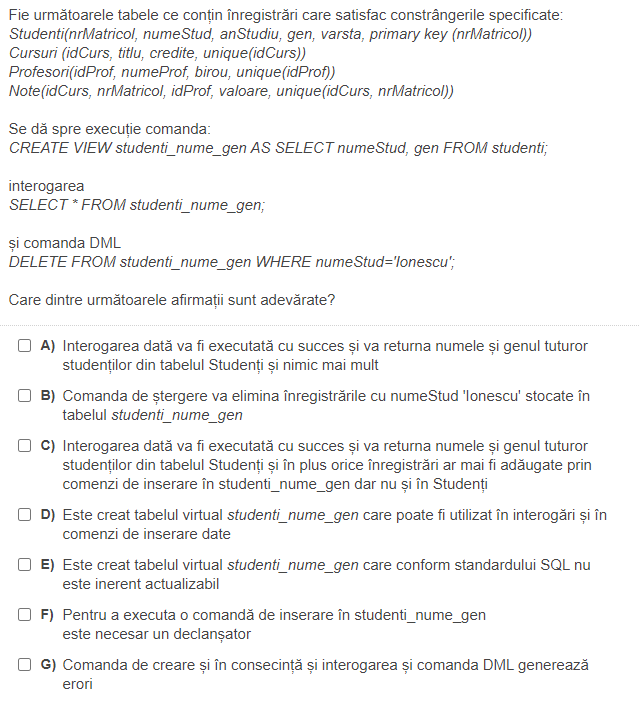 Fie următoarele tabele ce conțin înregistrări care satisfac constrângerile specificate:
Studenti(nrMatricol, numeStud, anStudiu, gen, varsta, primary key (nrMatricol))
Cursuri (idCurs, titlu, credite, unique(idCurs))
Profesori(idProf, numeProf, birou, unique(idProf))
Note(idCurs, nrMatricol, idProf, valoare, unique(idCurs, nrMatricol))
Se dă spre execuție comanda:
CREATE VIEW studenti_nume_gen AS SELECT numeStud, gen FROM studenti;
interogarea
SELECT * FROM studenti_nume_gen;
și comanda DML
DELETE FROM studenti_nume_gen WHERE numeStud='Ionescu';
Care dintre următoarele afirmații sunt adevărate?
A) Interogarea dată va fi executată cu succes și va returna numele și genul tuturor
studenților din tabelul Studenți și nimic mai mult
B) Comanda de ștergere va elimina înregistrările cu numeStud 'Ionescu' stocate în
tabelul studenti_nume_gen
C) Interogarea dată va fi executată cu succes și va returna numele și genul tuturor
studenților din tabelul Studenți și în plus orice înregistrări ar mai fi adăugate prin
comenzi de inserare în studenti_nume_gen dar nu și în Studenți
D) Este creat tabelul virtual studenti_nume_gen care poate fi utilizat în interogări și în
comenzi de inserare date
E) Este creat tabelul virtual studenti_nume_gen care conform standardului SQL nu
este inerent actualizabil
F) Pentru a executa o comandă de inserare în studenti_nume_gen
este necesar un declanșator
G) Comanda de creare și în consecință și interogarea și comanda DML generează
erori